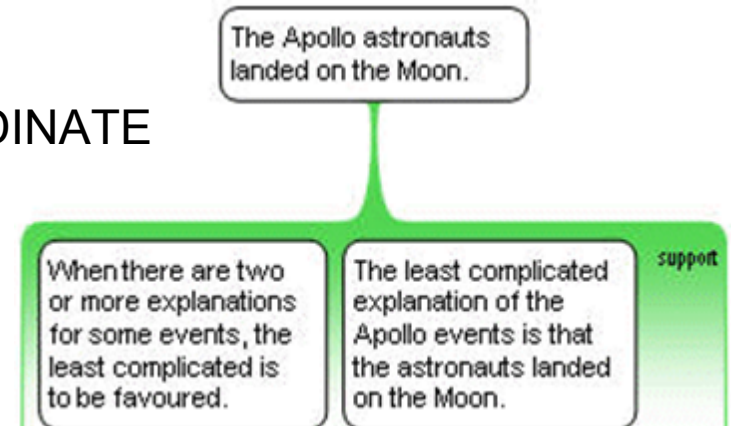 The Apollo astronauts
landed on the Moon.
DINATE
When there are two
or more explanations
for some events, the
least complicated is
to be favoured.
The least complicated
explanation of the
Apollo events is that
the astronauts landed
on the Moon.
support